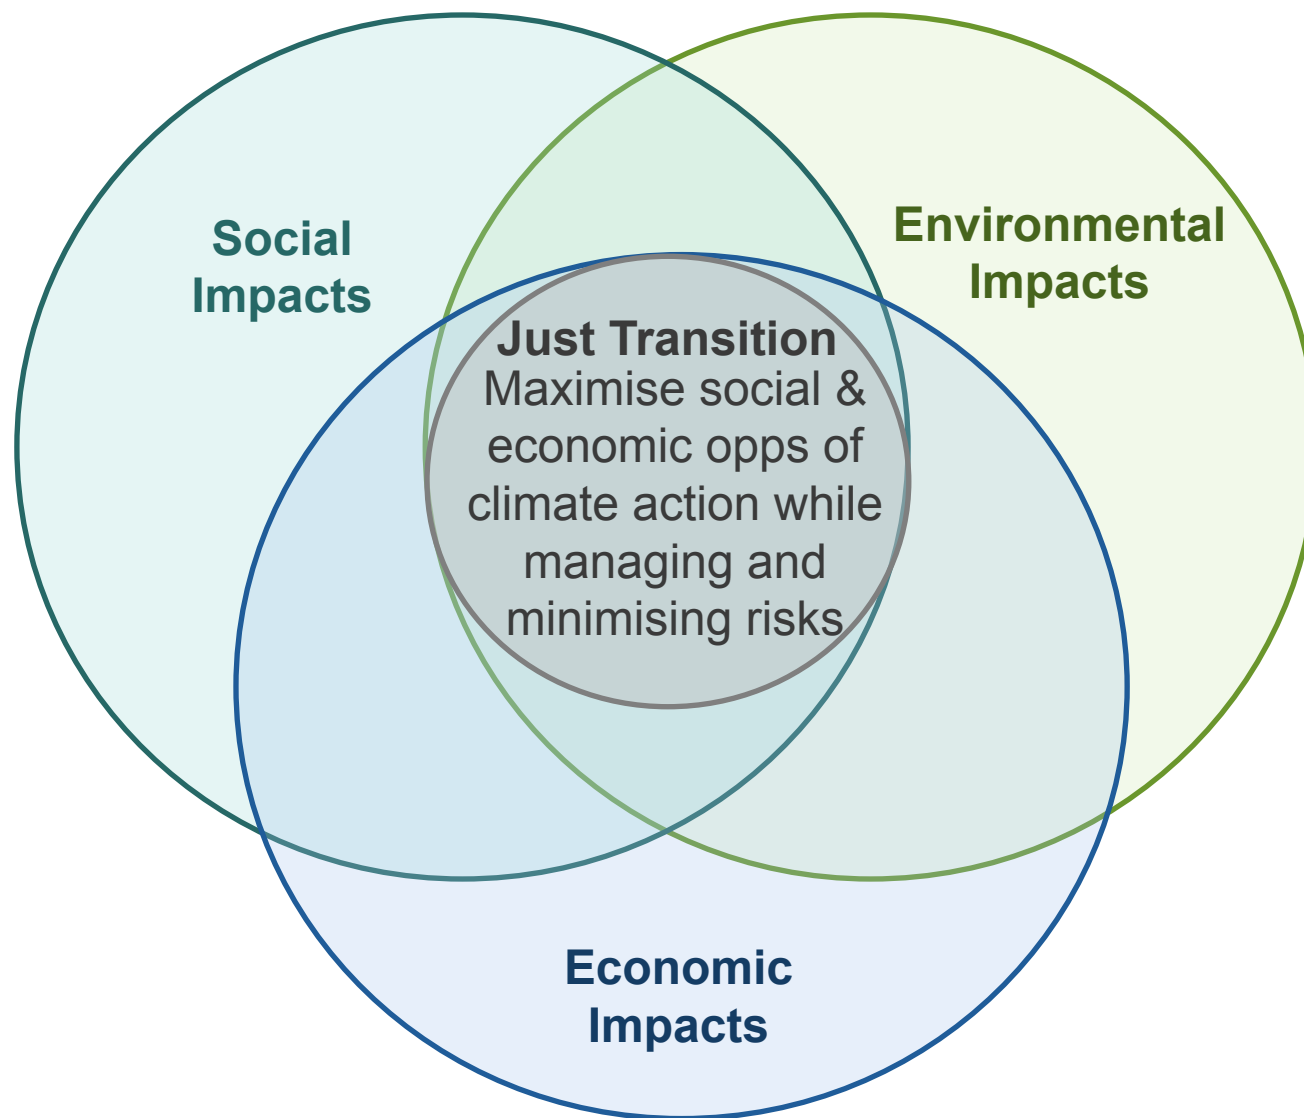 Social
Impacts
Environmental
Impacts
Just Transition
Maximise social &
economic opps of
climate action while
managing and
minimising risks
Economic
Impacts